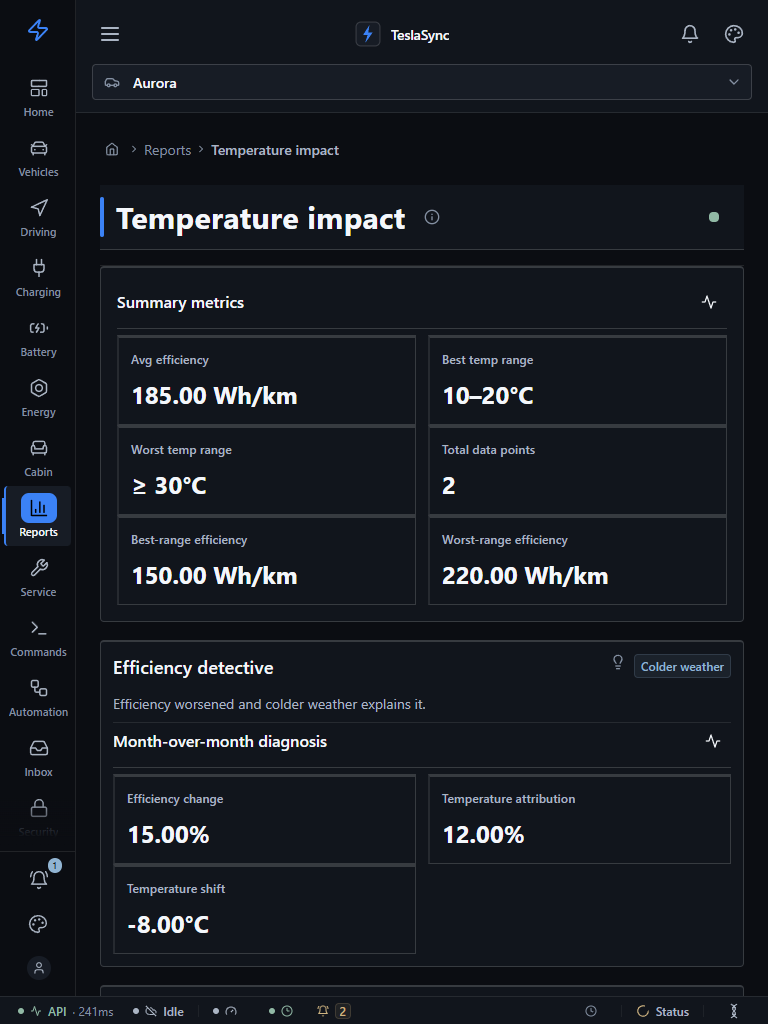 TeslaSync
Aurora
Home
Vehicles
Driving
Charging
Battery
Energy
Cabin
Reports
Service
Commands
Automation
Inbox
Security
1
Reports
Temperature impact
Temperature impact
Summary metrics
Avg efficiency
185.00 Wh/km
Best temp range
10–20°C
Worst temp range
≥ 30°C
Total data points
2
Best-range efficiency
150.00 Wh/km
Worst-range efficiency
220.00 Wh/km
Efficiency detective
Colder weather
Efficiency worsened and colder weather explains it.
Month-over-month diagnosis
Efficiency change
15.00%
Temperature attribution
12.00%
Temperature shift
-8.00°C
API · 241ms
Idle
2
Status